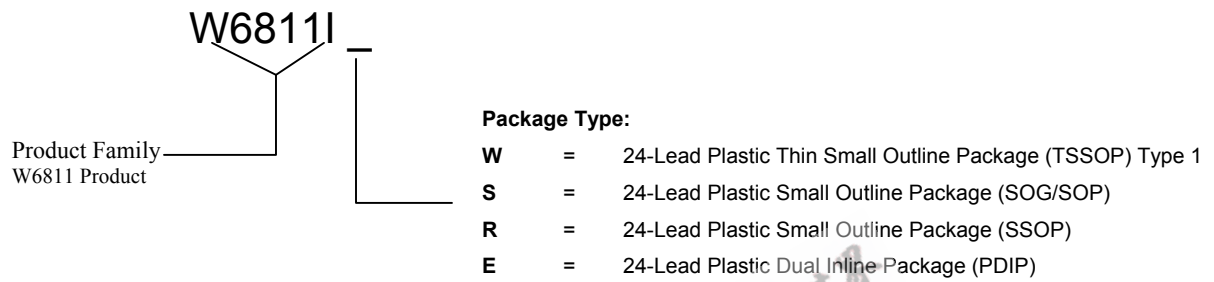 W6811I _
Product Family
W6811 Product
Package Type:
W = 24-Lead Plastic Thin Small Outline Package (TSSOP) Type 1
S = 24-Lead Plastic Small Outline Package (SOG/SOP)
R = 24-Lead Plastic Small Outline Package (SSOP)
E = 24-Lead Plastic Dual Inline Package (PDIP)